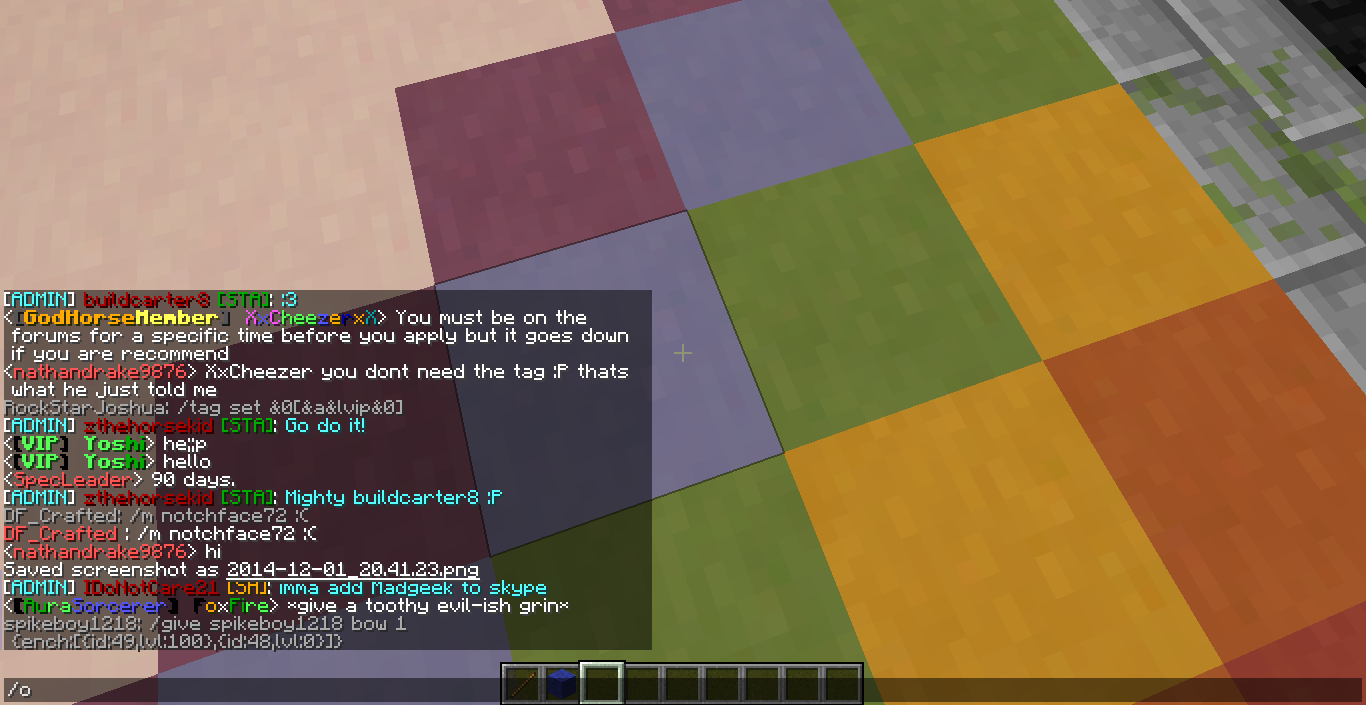 [ADMIN] buildcarter8 [STA]: :3
<[GodHorseMember] XxCheezerxX> You must be on the
forums for a specific time before you apply but it goes down
if you are recommend
<nathandrake9876> XxCheezer you dont need the tag :P thats
what he just told me
RockStarJoshua: /tag set &0[&a&lvip&0]
[ADMIN] zthehorsekid [STA]: Go do it!
<[VIP] Yoshi> he¡¡p
<[VIP] Yoshi> hello
<SpecLeader> 90 days.
[ADMIN] zthehorsekid [STA]: Mighty buildcarter8 :P
DF_Crafted: /m notchface72 :(
DF_Crafted : /m notchface72 :(
<nathandrake9876> hi
Saved screenshot as 2014-12-01_20.41.23.png
[ADMIN] IDoNotCare21 [SA]: imma add Madgeek to skype
<[AuraSorcerer] FoxFire> *give a toothy evil-ish grin*
spikeboy1218: /give spikeboy1218 bow 1
{ench:[{id:49,lvl:100},{id:48,lvl:0}]}
/o